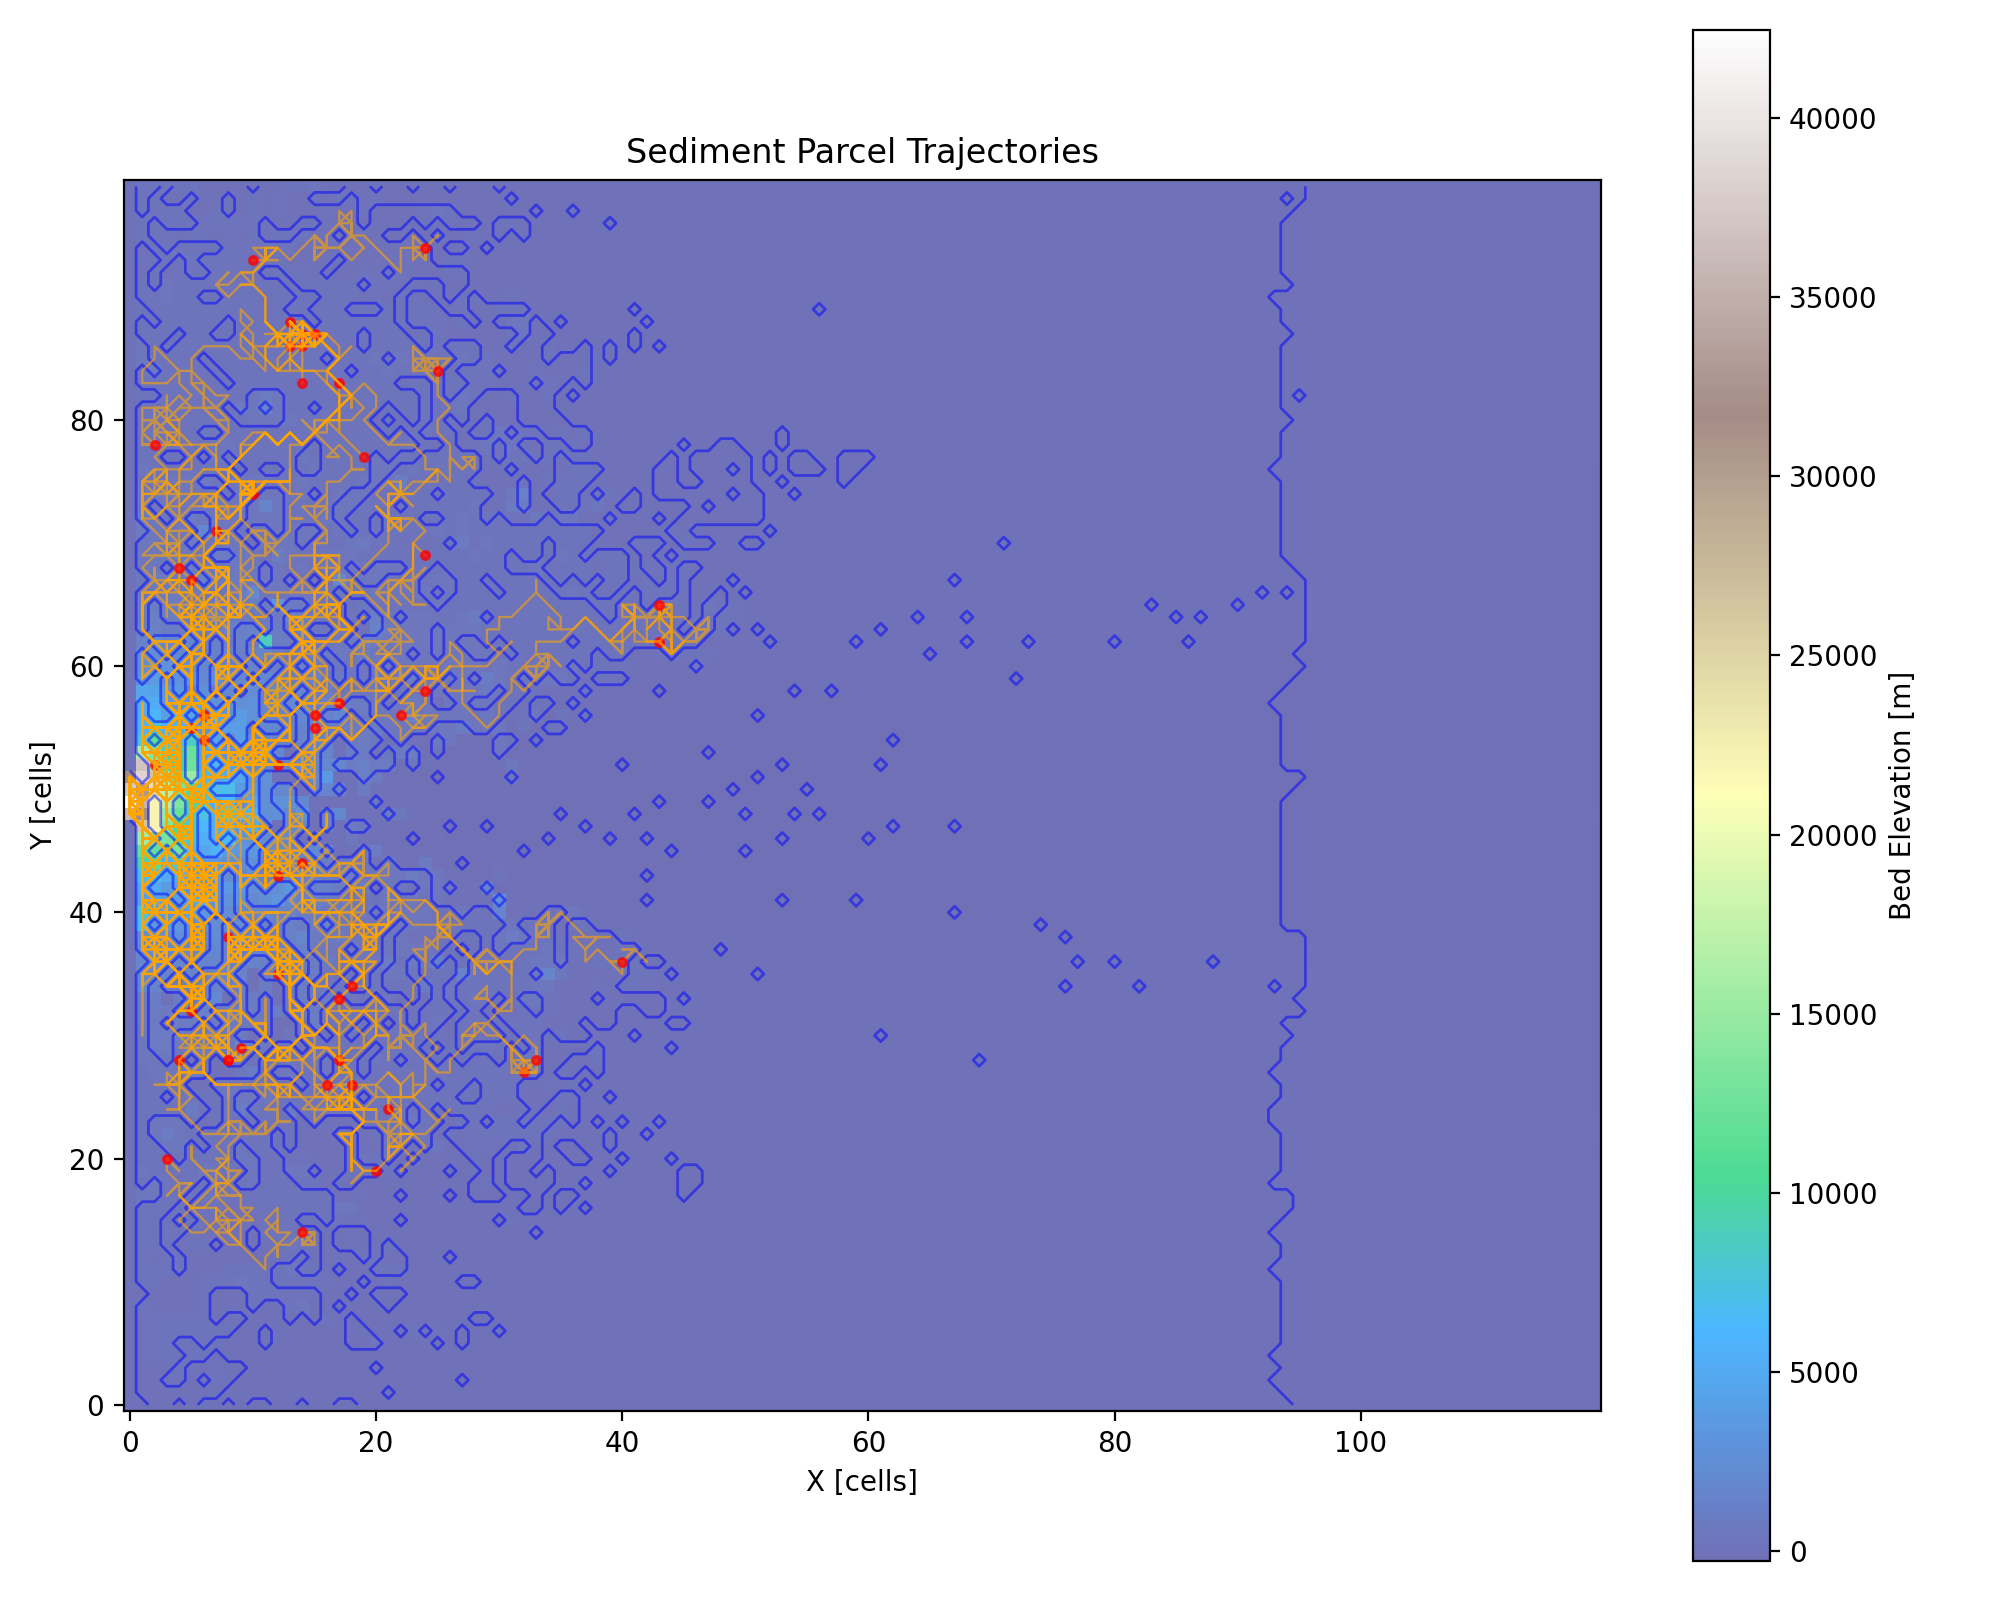 Sediment Parcel Trajectories
80
60
40
20
0
Y [cells]
0 20 40 60 80 100
X [cells]
40000
35000
30000
25000
20000
15000
10000
5000
0
Bed Elevation [m]